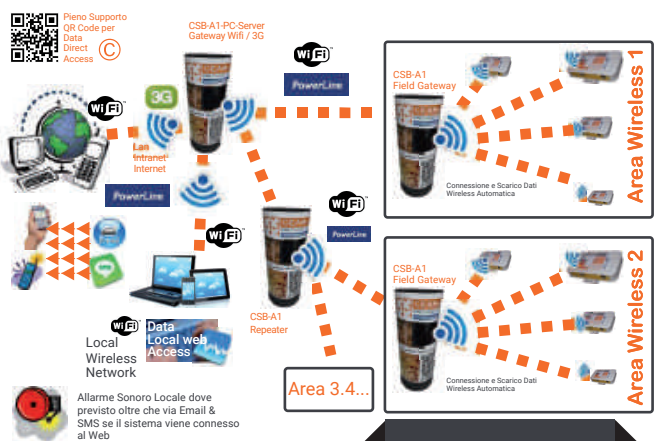 Pieno Supporto
QR Code per
Data
Direct
Access
C
CSB-A1-PC-Server
Gateway Wifi / 3G
WiFi
PowerLine
WiFi
3G
Lan
Intranet
Internet
PowerLine
WiFi
WiFi
PowerLine
CSB-A1
Repeater
WiFi
Local
Wireless
Network
Data
Local web
Access
Allarme Sonoro Locale dove
previsto oltre che via Email &
SMS se il sistema viene connesso
al Web
Area 3.4...
CSB-A1
Field Gateway
Connessione e Scarico Dati
Wireless Automatica
Area Wireless 1
CSB-A1
Field Gateway
Connessione e Scarico Dati
Wireless Automatica
Area Wireless 2